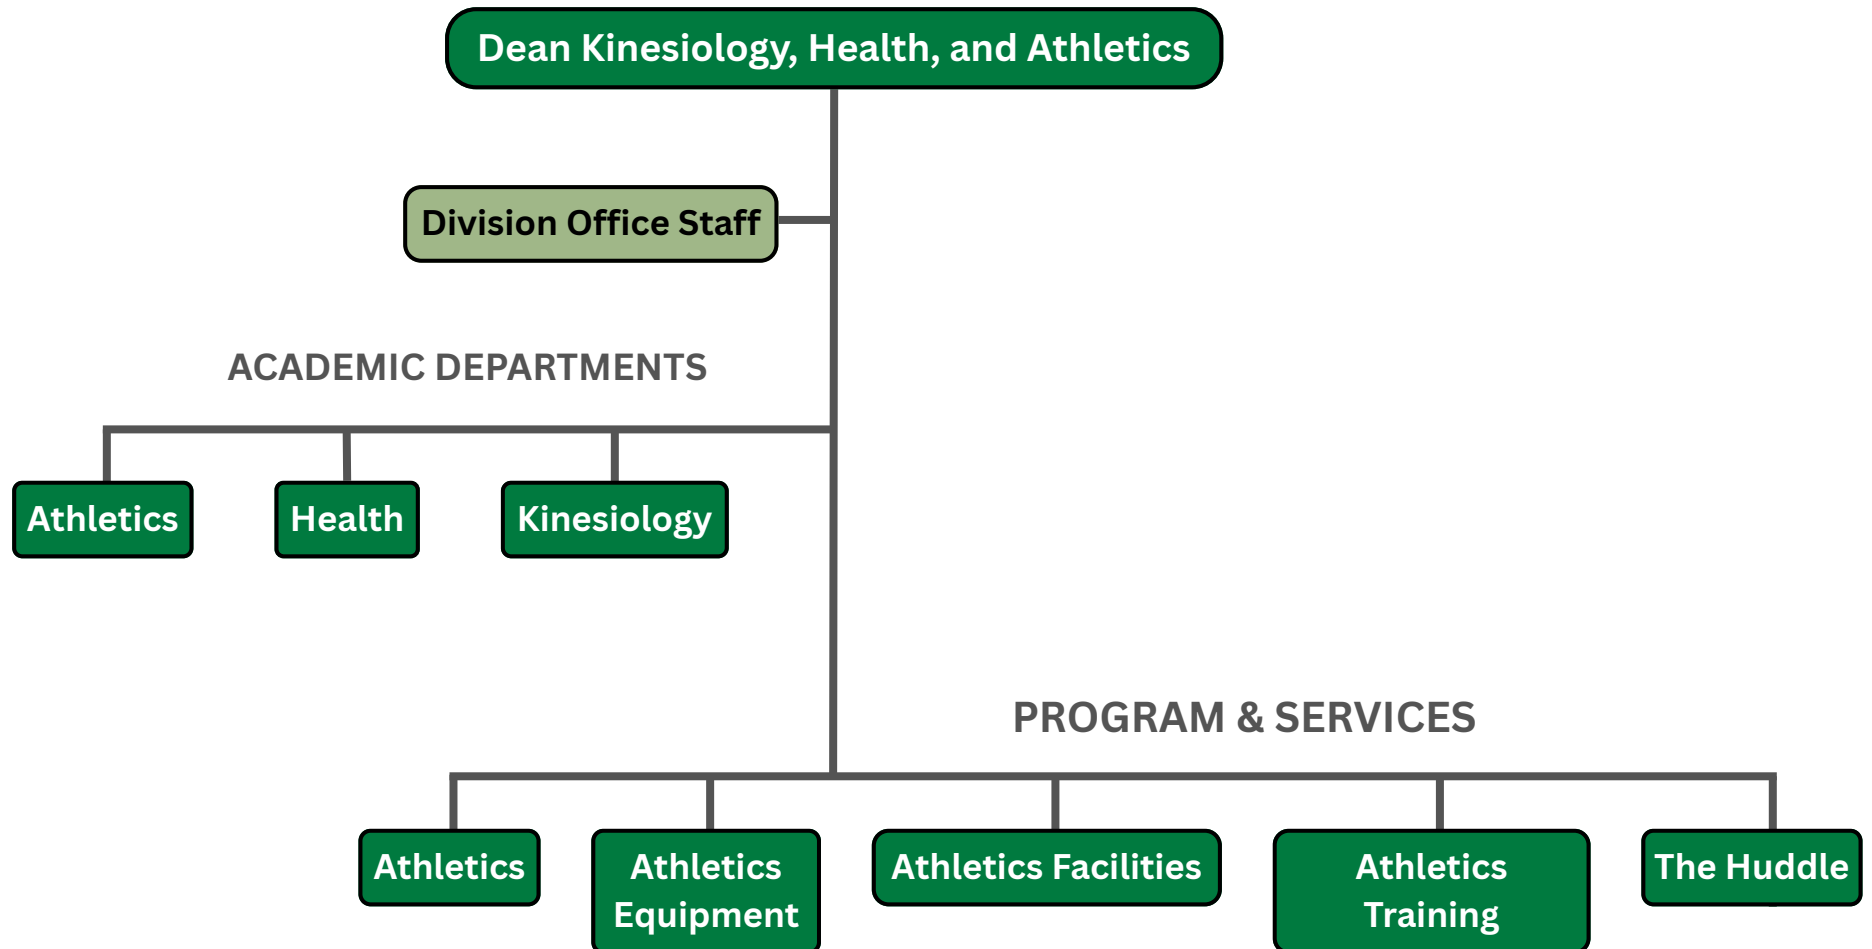 Dean Kinesiology, Health, and Athletics
Division Office Staff
ACADEMIC DEPARTMENTS
Athletics
Health
Kinesiology
PROGRAM & SERVICES
Athletics
Athletics
Equipment
Athletics Facilities
Athletics
Training
The Huddle